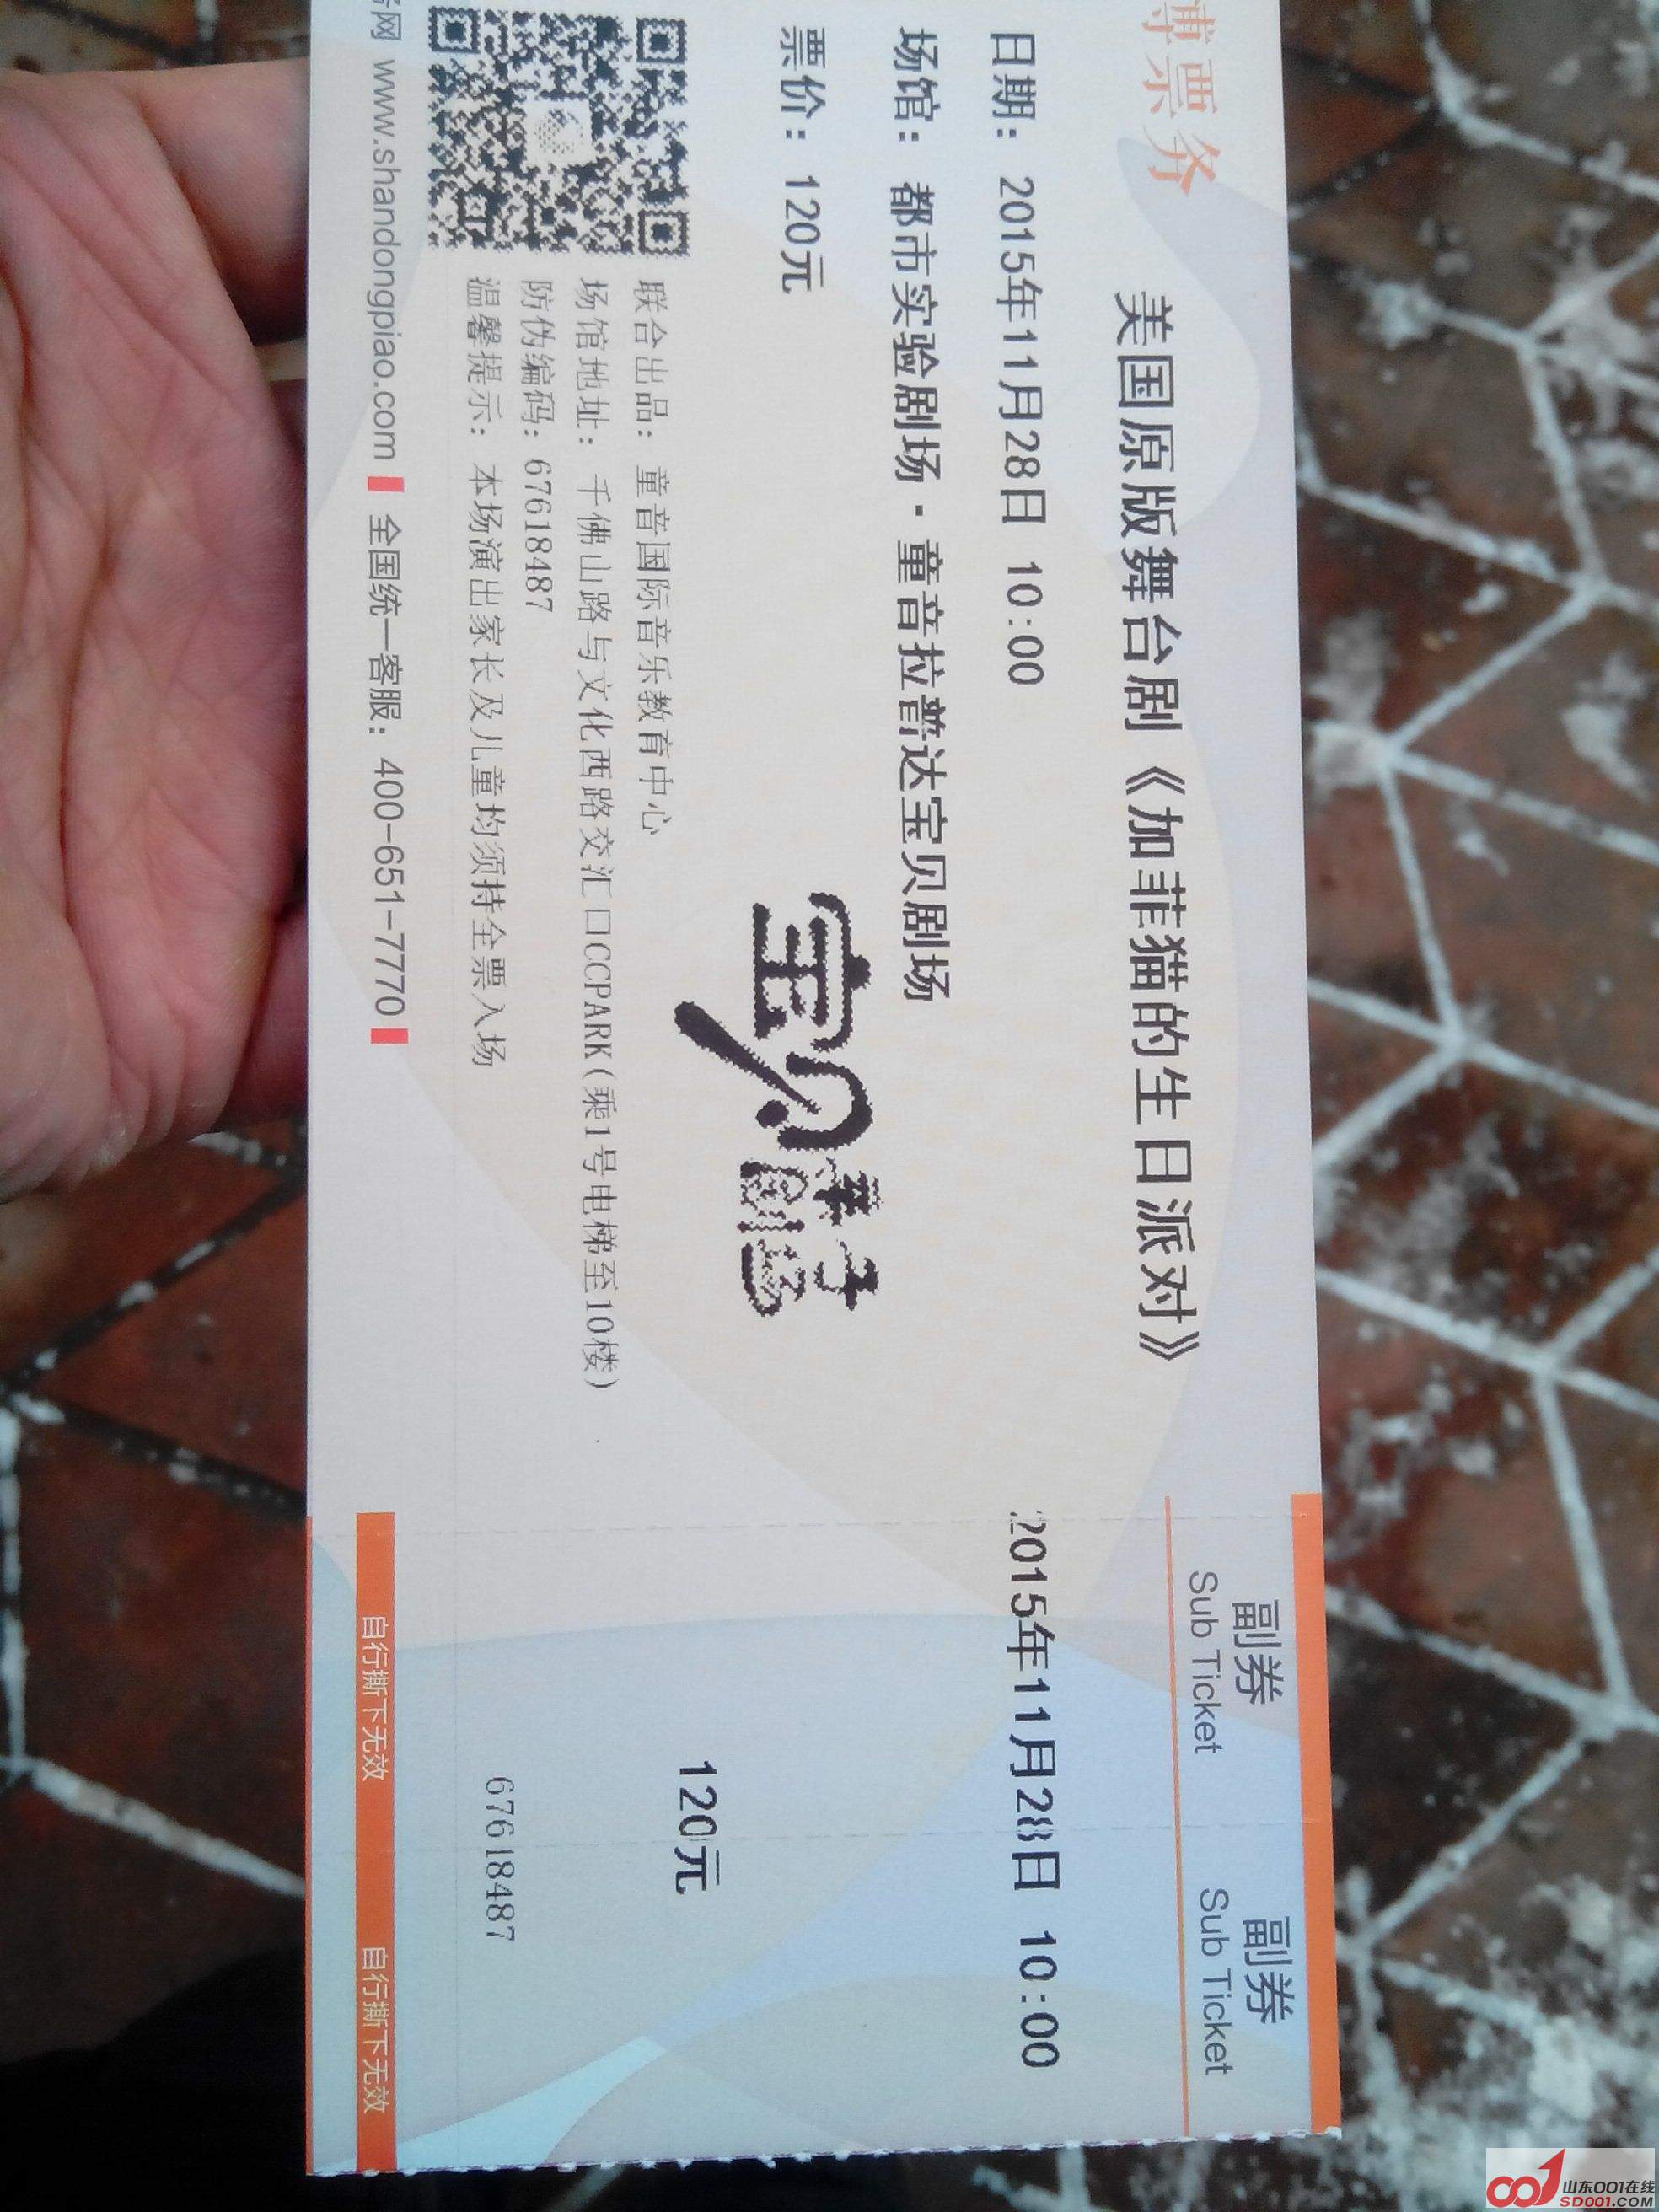 博票务
美国原版舞台剧《加菲猫的生日派对》
日期：2015年11月28日 10:00
场馆：都市实验剧场·童音拉普达宝贝剧场
票价：120元
宝贝剧场
联合出品：童音国际音乐教育中心
场馆地址：千佛山路与文化西路交汇口CCPARK(乘1号电梯至10楼)
防伪编码：67618487
温馨提示：本场演出家长及儿童均须持全票入场
务网 www.shandongpiao.com 全国统一客服：400-651-7770
副券
Sub Ticket
副券
Sub Ticket
2015年11月28日 10:00
120元
67618487
自行撕下无效
自行撕下无效
001 山东001在线
SD001.COM